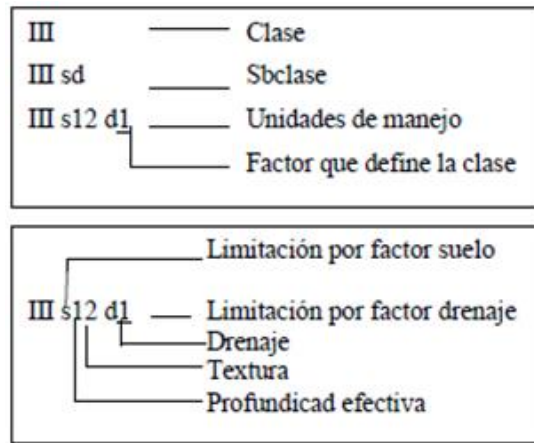 III Clase
III sd Sbclase
III s12 d1 Unidades de manejo
Factor que define la clase
Limitación por factor suelo
III s12 d1 Limitación por factor drenaje
Drenaje
Textura
Profundicad efectiva